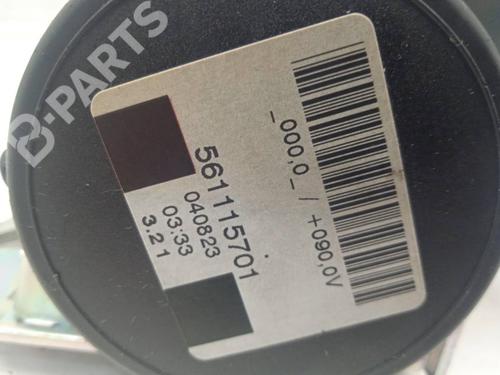 B-PARTS
561115701
040823
03:33
3.2 1
_000,0_ / +090,0V